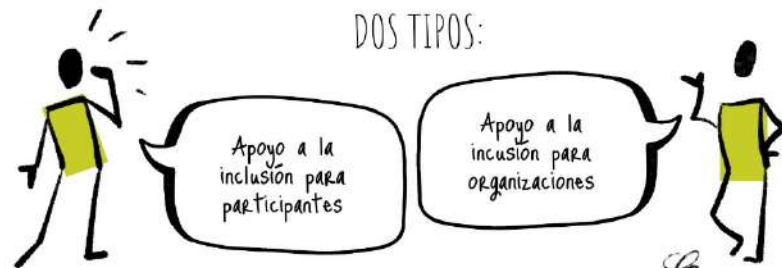 DOS TIPOS:
Apoyo a la
inclusión para
participantes
Apoyo a la
incusión para
organizaciones